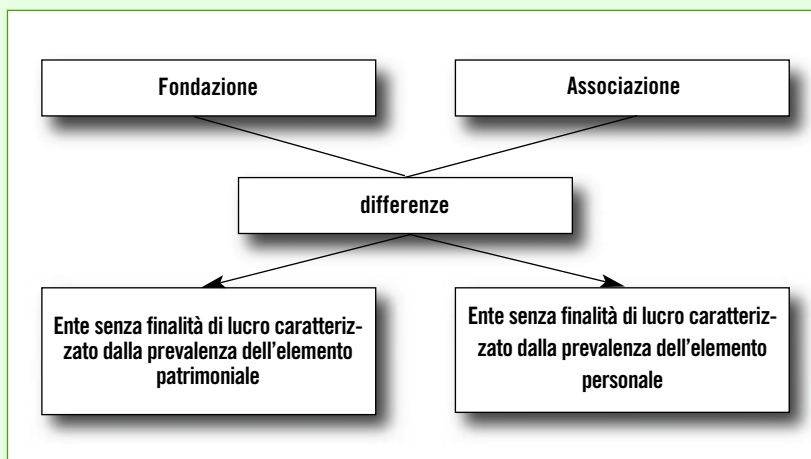 Fondazione
Associazione
differenze
Ente senza finalità di lucro caratteriz-
zato dalla prevalenza dell'elemento
patrimoniale
Ente senza finalità di lucro caratteriz-
zato dalla prevalenza dell'elemento
personale